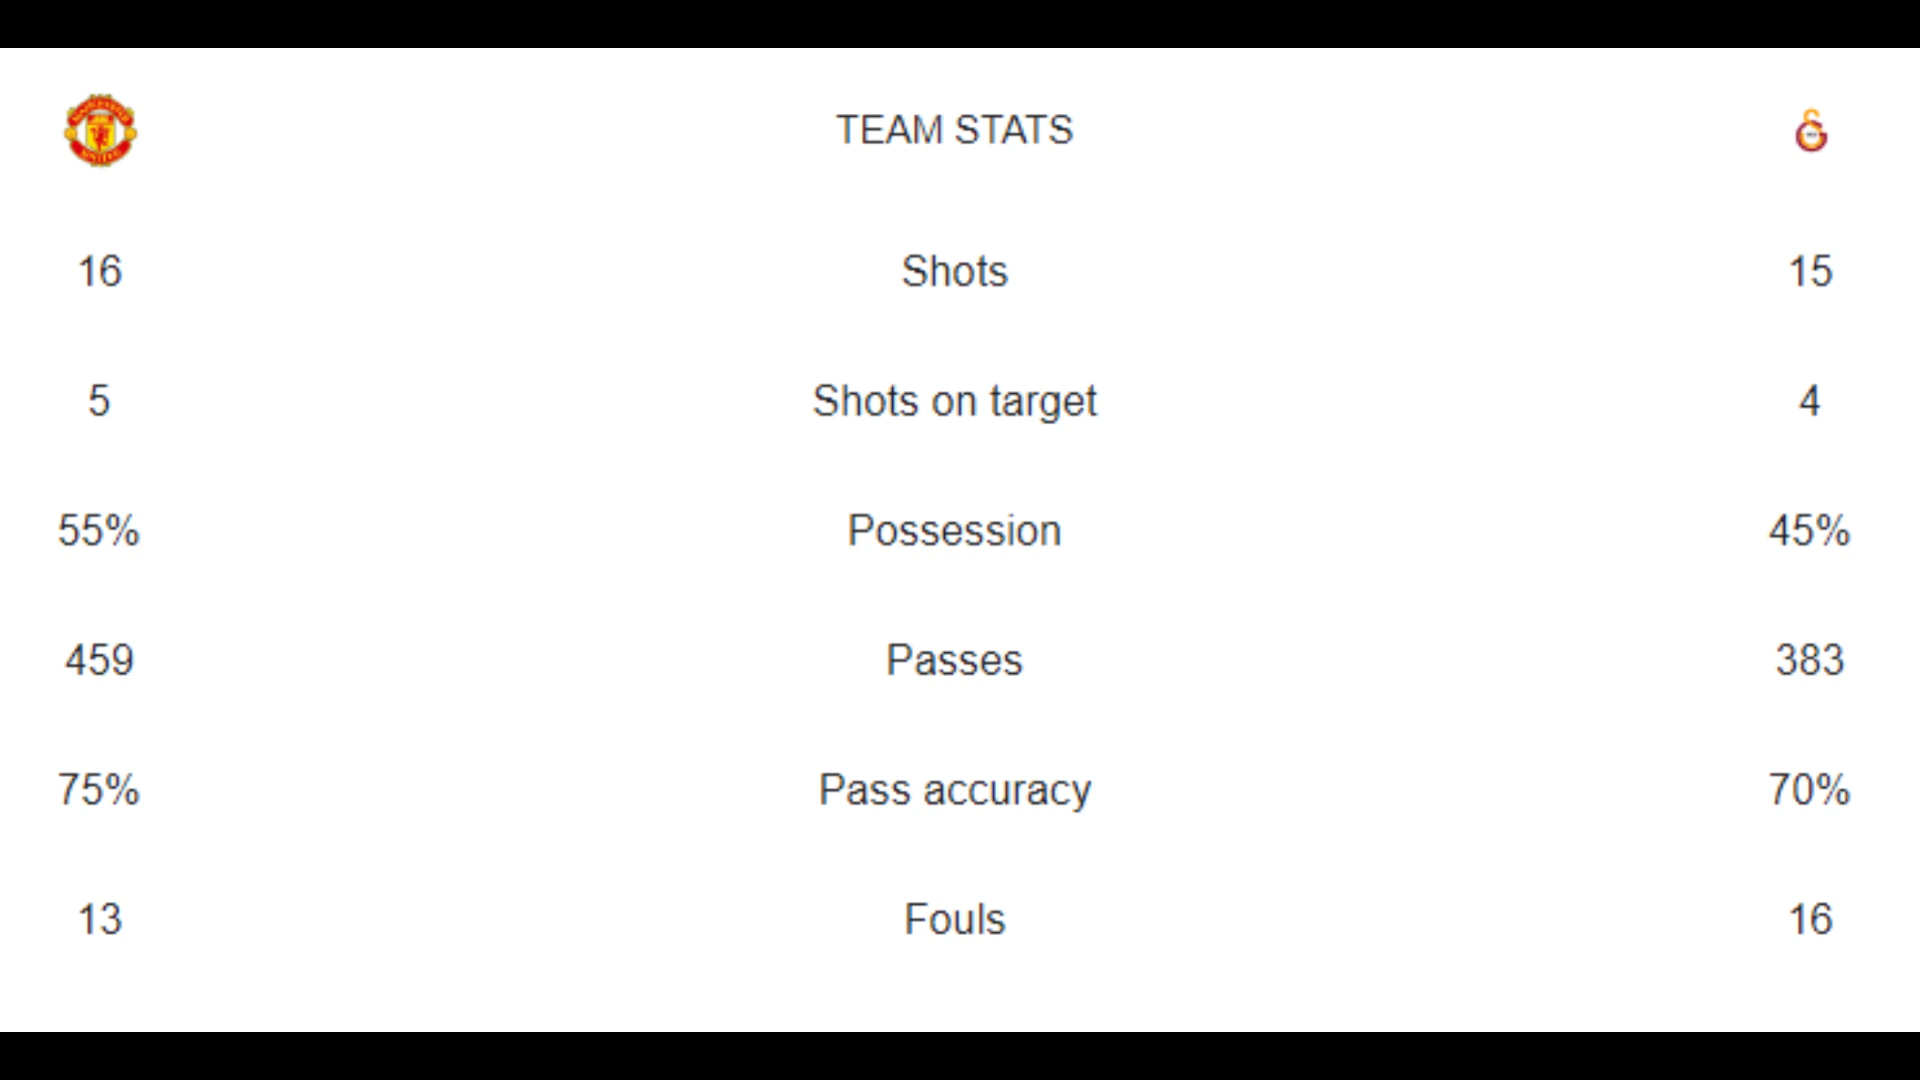 TEAM STATS
16 Shots 15
5 Shots on target 4
55% Possession 45%
459 Passes 383
75% Pass accuracy 70%
13 Fouls 16